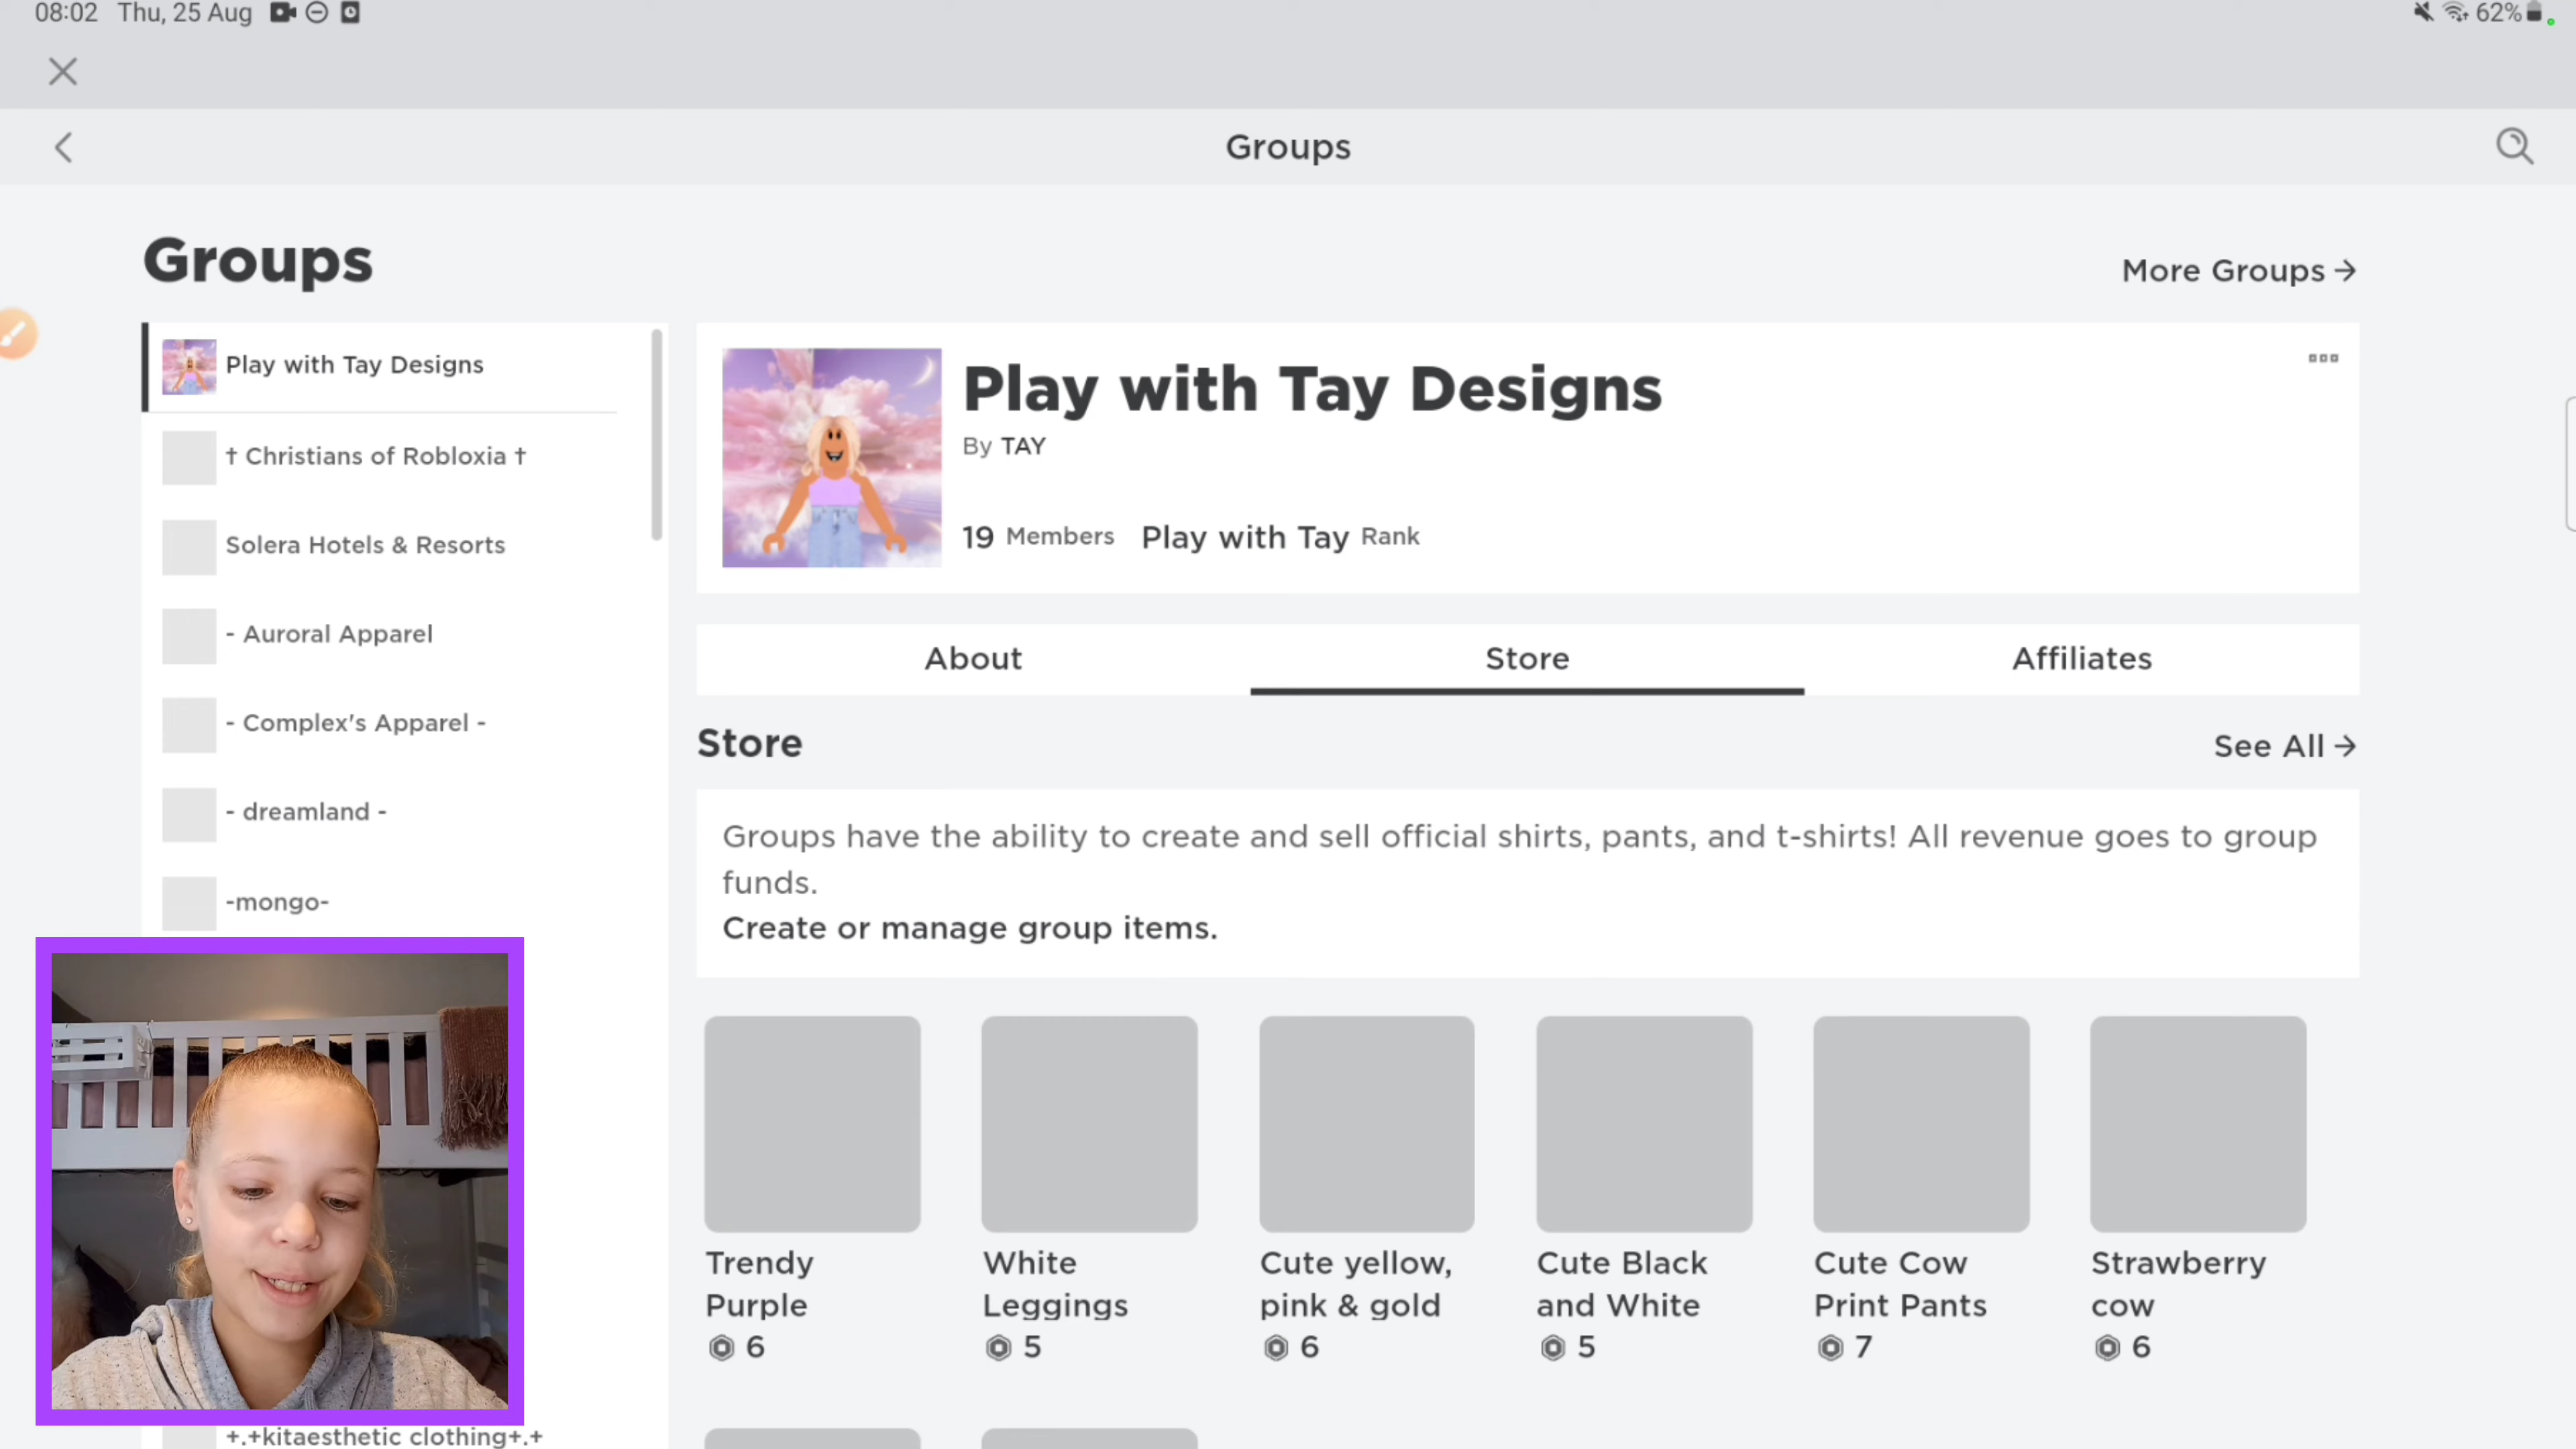 08:02 Thu, 25 Aug
62%
Groups
Groups
More Groups →
Play with Tay Designs
† Christians of Robloxia †
Solera Hotels & Resorts
- Auroral Apparel
- Complex's Apparel -
- dreamland -
-mongo-
+.+kitaesthetic clothing+.+
Play with Tay Designs
By TAY
19 Members Play with Tay Rank
About
Store
Affiliates
Store
See All →
Groups have the ability to create and sell official shirts, pants, and t-shirts! All revenue goes to group
funds.
Create or manage group items.
Trendy
Purple
6
White
Leggings
5
Cute yellow,
pink & gold
6
Cute Black
and White
5
Cute Cow
Print Pants
7
Strawberry
cow
6